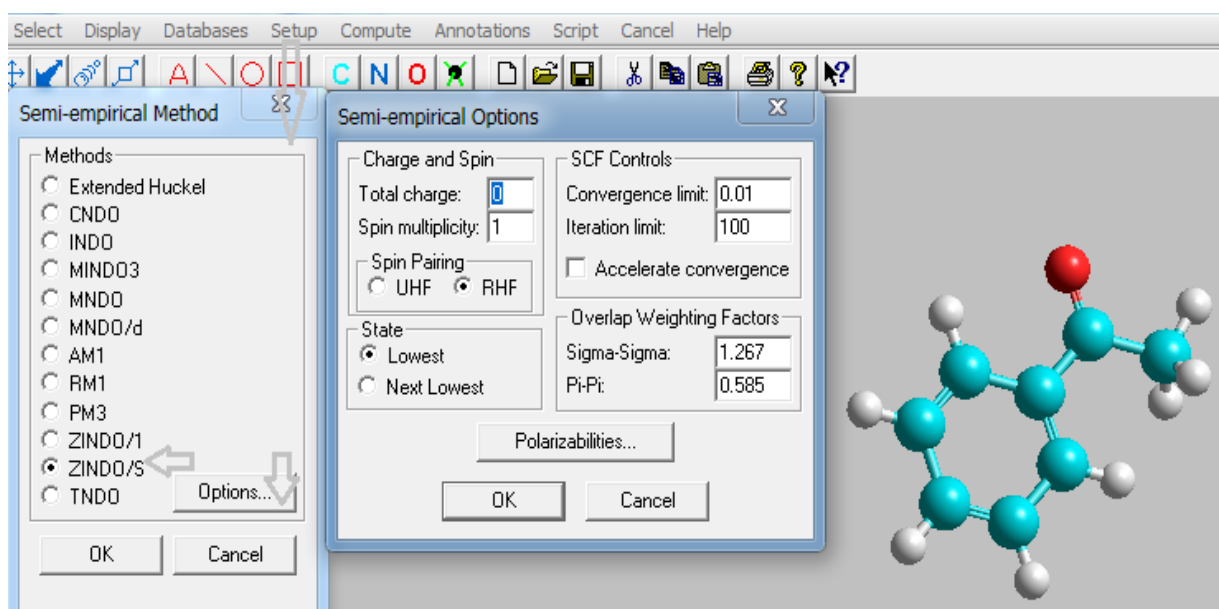 Select Display Databases Setup Compute Annotations Script Cancel Help
A C N O ? ?
Semi-empirical Method
Methods
Extended Huckel
CNDO
INDO
MINDO3
MNDO
MNDO/d
AM1
RM1
PM3
ZINDO/1
ZINDO/S
TNDO
Options...
OK Cancel
Semi-empirical Options
Charge and Spin
Total charge: 0
Spin multiplicity: 1
Spin Pairing
UHF RHF
State
Lowest
Next Lowest
SCF Controls
Convergence limit: 0.01
Iteration limit: 100
Accelerate convergence
Overlap Weighting Factors
Sigma-Sigma: 1.267
Pi-Pi: 0.585
Polarizabilities...
OK Cancel